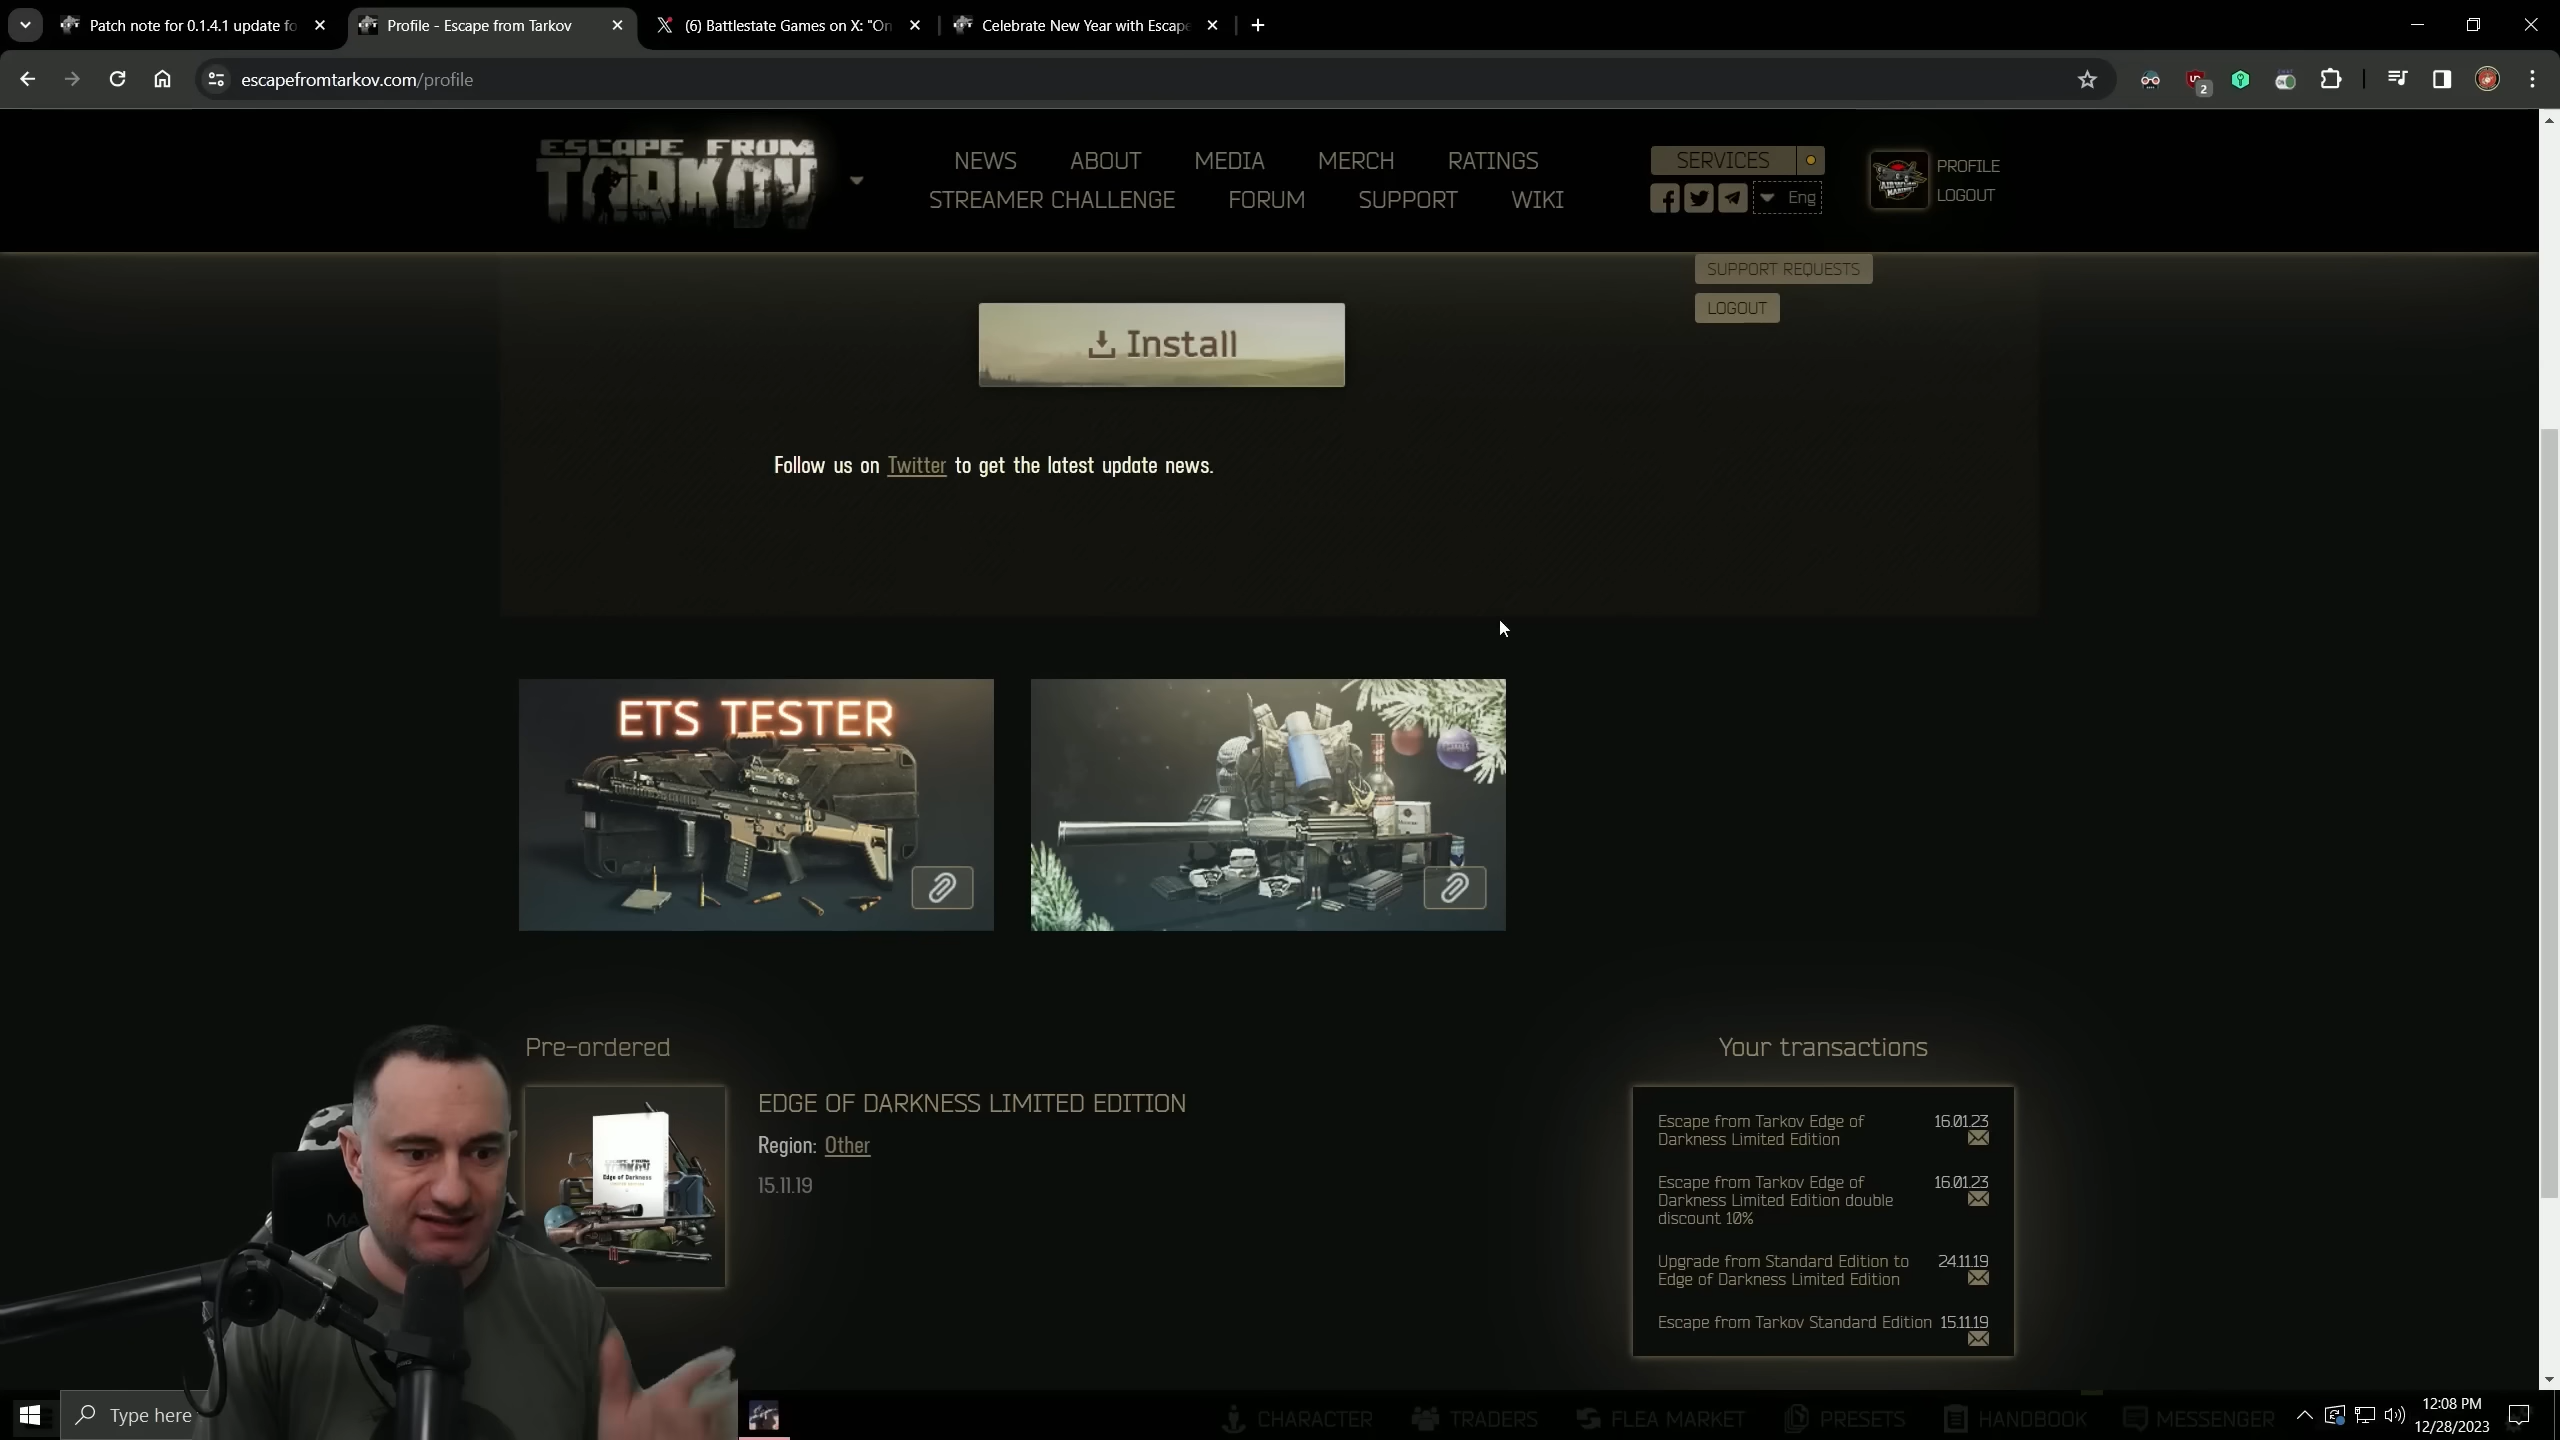 Patch note for 0.1.4.1 update fo
Profile - Escape from Tarkov
(6) Battlestate Games on X: "On
Celebrate New Year with Escape
escapefromtarkov.com/profile
2
ESCAPE FROM
TARKOV
NEWS ABOUT MEDIA MERCH RATINGS
STREAMER CHALLENGE FORUM SUPPORT WIKI
SERVICES
Eng
PROFILE
LOGOUT
SUPPORT REQUESTS
LOGOUT
Install
Follow us on Twitter to get the latest update news.
ETS TESTER
Pre-ordered
EDGE OF DARKNESS LIMITED EDITION
Region: Other
15.11.19
Edge of Darkness
Your transactions
Escape from Tarkov Edge of 16.01.23
Darkness Limited Edition
Escape from Tarkov Edge of 16.01.23
Darkness Limited Edition double
discount 10%
Upgrade from Standard Edition to 24.11.19
Edge of Darkness Limited Edition
Escape from Tarkov Standard Edition 15.11.19
Type here
CHARACTER TRADERS FLEA MARKET PRESETS HANDBOOK MESSENGER
12:08 PM
12/28/2023